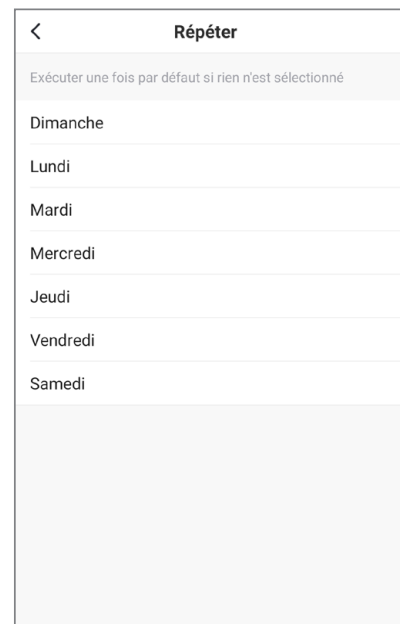 Répéter
Exécuter une fois par défaut si rien n'est sélectionné
Dimanche
Lundi
Mardi
Mercredi
Jeudi
Vendredi
Samedi